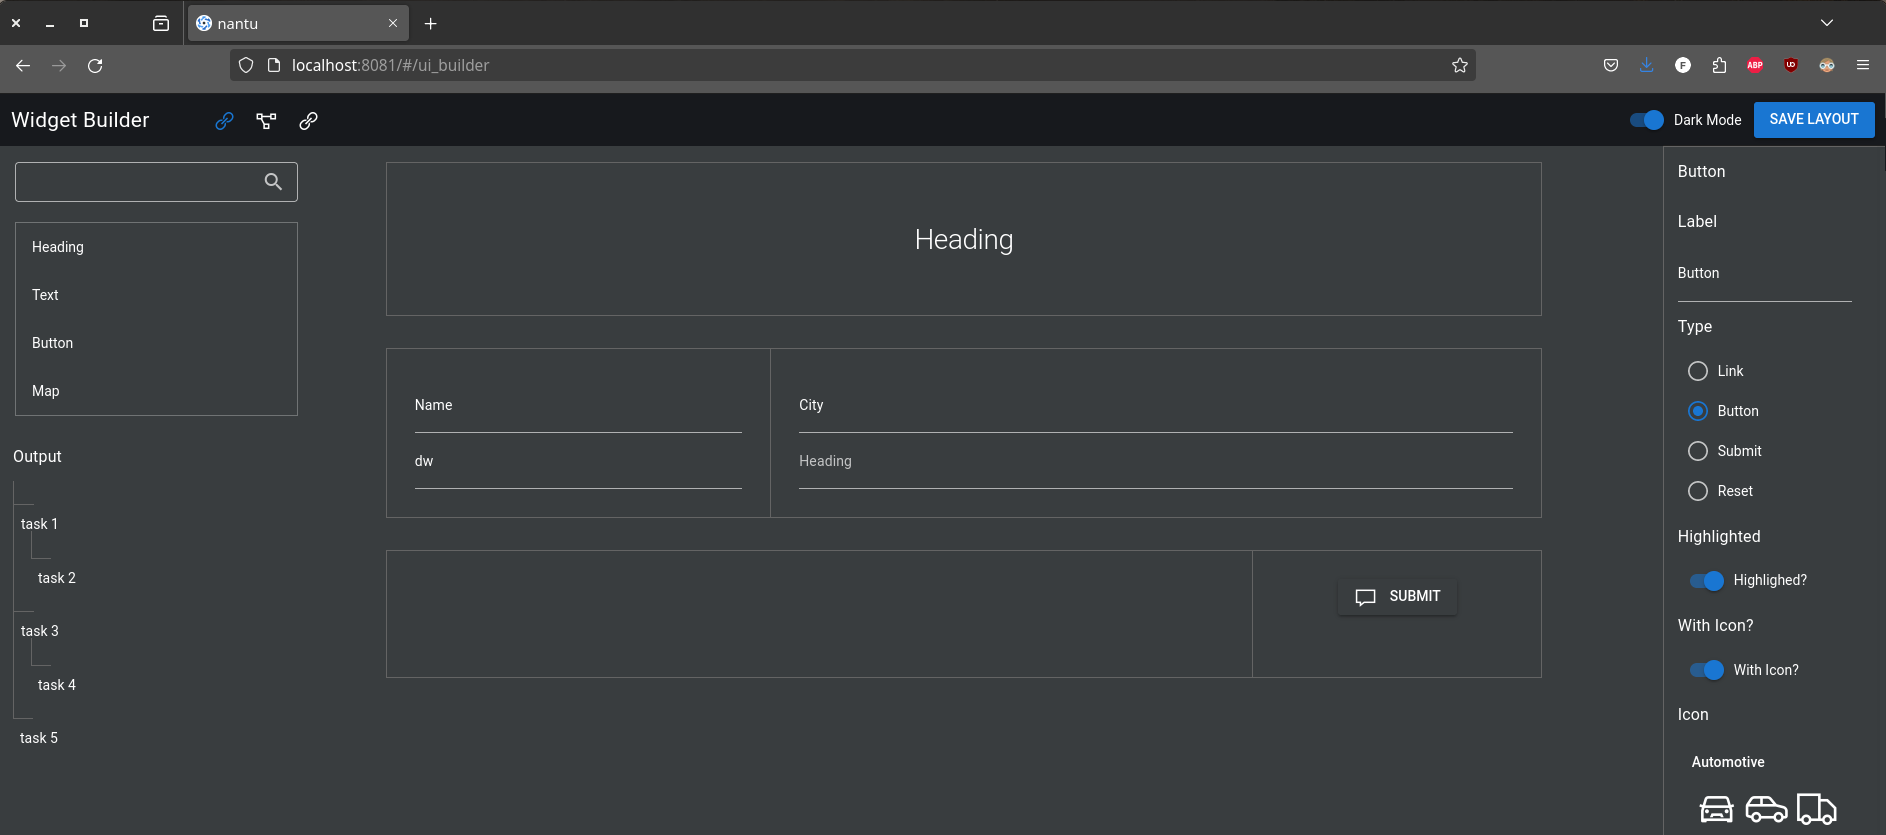 nantu
localhost:8081/#/ui_builder
ABP
Widget Builder
Dark Mode
SAVE LAYOUT
Heading
Text
Button
Map
Output
task 1
task 2
task 3
task 4
task 5
Heading
Name
City
dw
Heading
SUBMIT
Button
Label
Button
Type
Link
Button
Submit
Reset
Highlighted
Highlighed?
With Icon?
With Icon?
Icon
Automotive